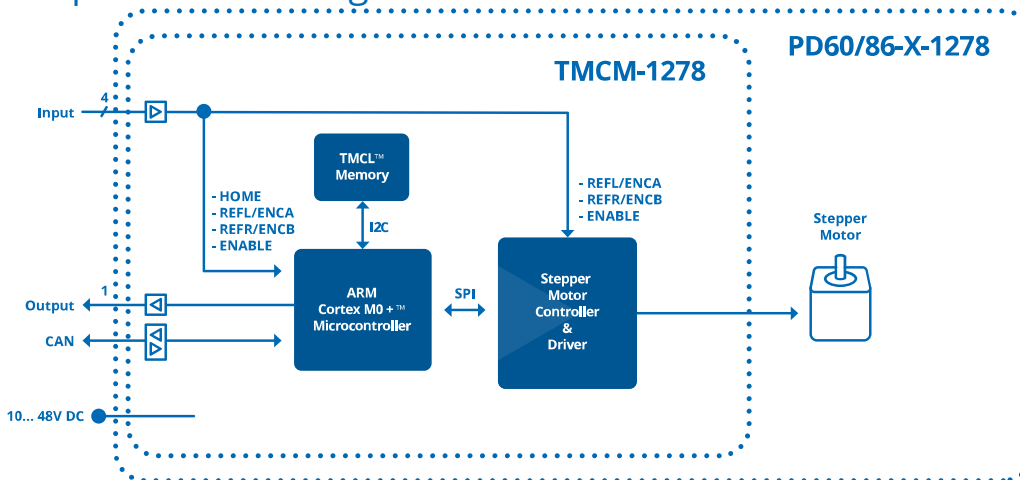 PD60/86-X-1278
TMCM-1278
4
Input
TMCL™
Memory
- HOME
- REFL/ENCA
- REFR/ENCB
- ENABLE
I2C
- REFL/ENCA
- REFR/ENCB
- ENABLE
Stepper
Motor
ARM
Cortex M0 + ™
Microcontroller
SPI
Stepper
Motor
Controller
&
Driver
1
Output
CAN
10... 48V DC